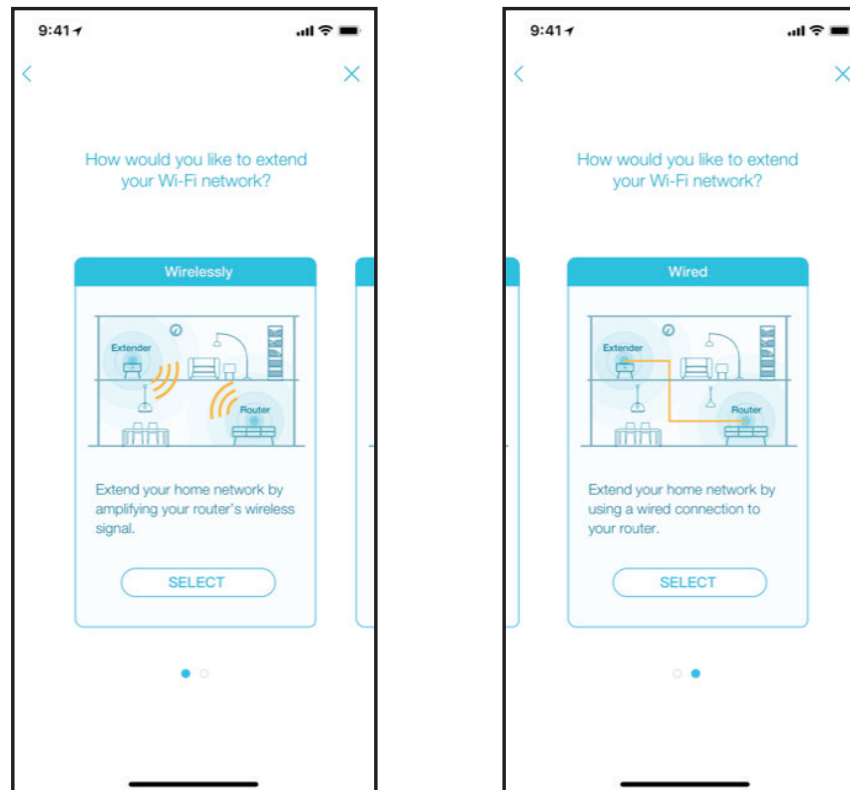 9:41
How would you like to extend
your Wi-Fi network?
Wirelessly
Extender
Router
Extend your home network by
amplifying your router's wireless
signal.
SELECT
9:41
How would you like to extend
your Wi-Fi network?
Wired
Extender
Router
Extend your home network by
using a wired connection to
your router.
SELECT